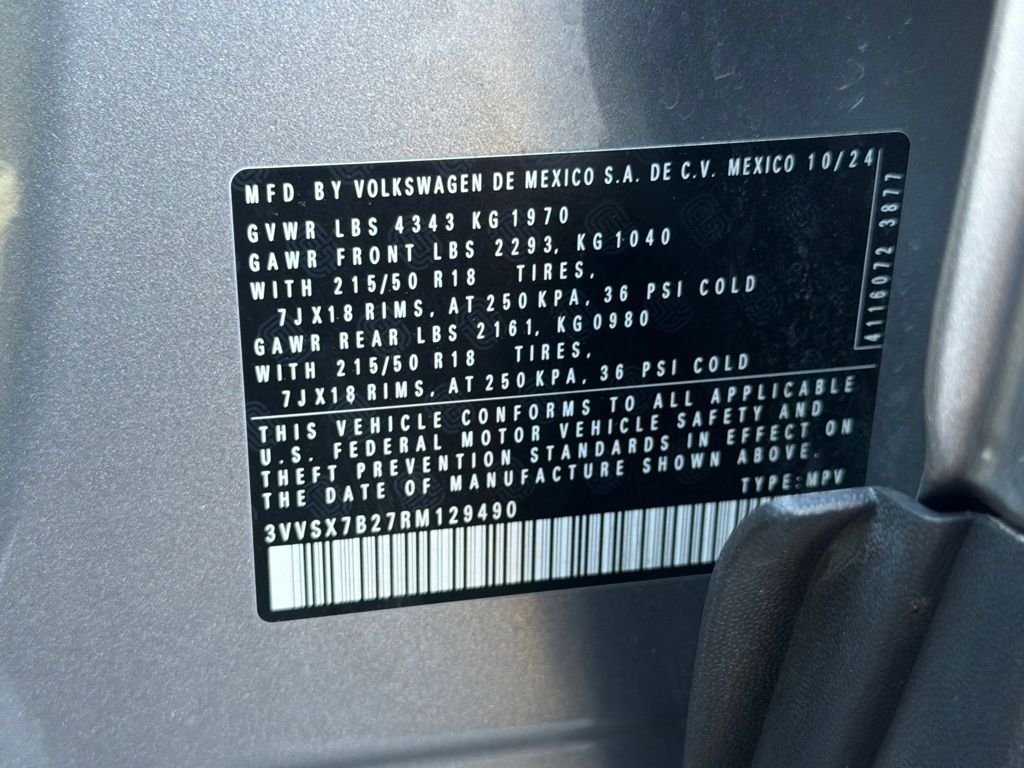 MFD BY VOLKSWAGEN DE MEXICO S.A. DE C.V. MEXICO 10/24
GVWR LBS 4343 KG 1970
GAWR FRONT LBS 2293, KG 1040
WITH 215/50 R18 TIRES,
7J X 18 RIMS, AT 250 KPA, 36 PSI COLD
GAWR REAR LBS 2161, KG 0980
WITH 215/50 R18 TIRES,
7J X 18 RIMS, AT 250 KPA, 36 PSI COLD
THIS VEHICLE CONFORMS TO ALL APPLICABLE
U.S. FEDERAL MOTOR VEHICLE SAFETY AND
THEFT PREVENTION STANDARDS IN EFFECT ON
THE DATE OF MANUFACTURE SHOWN ABOVE.
TYPE: MPV
3VVSX7B27RM129490
4116072 3877